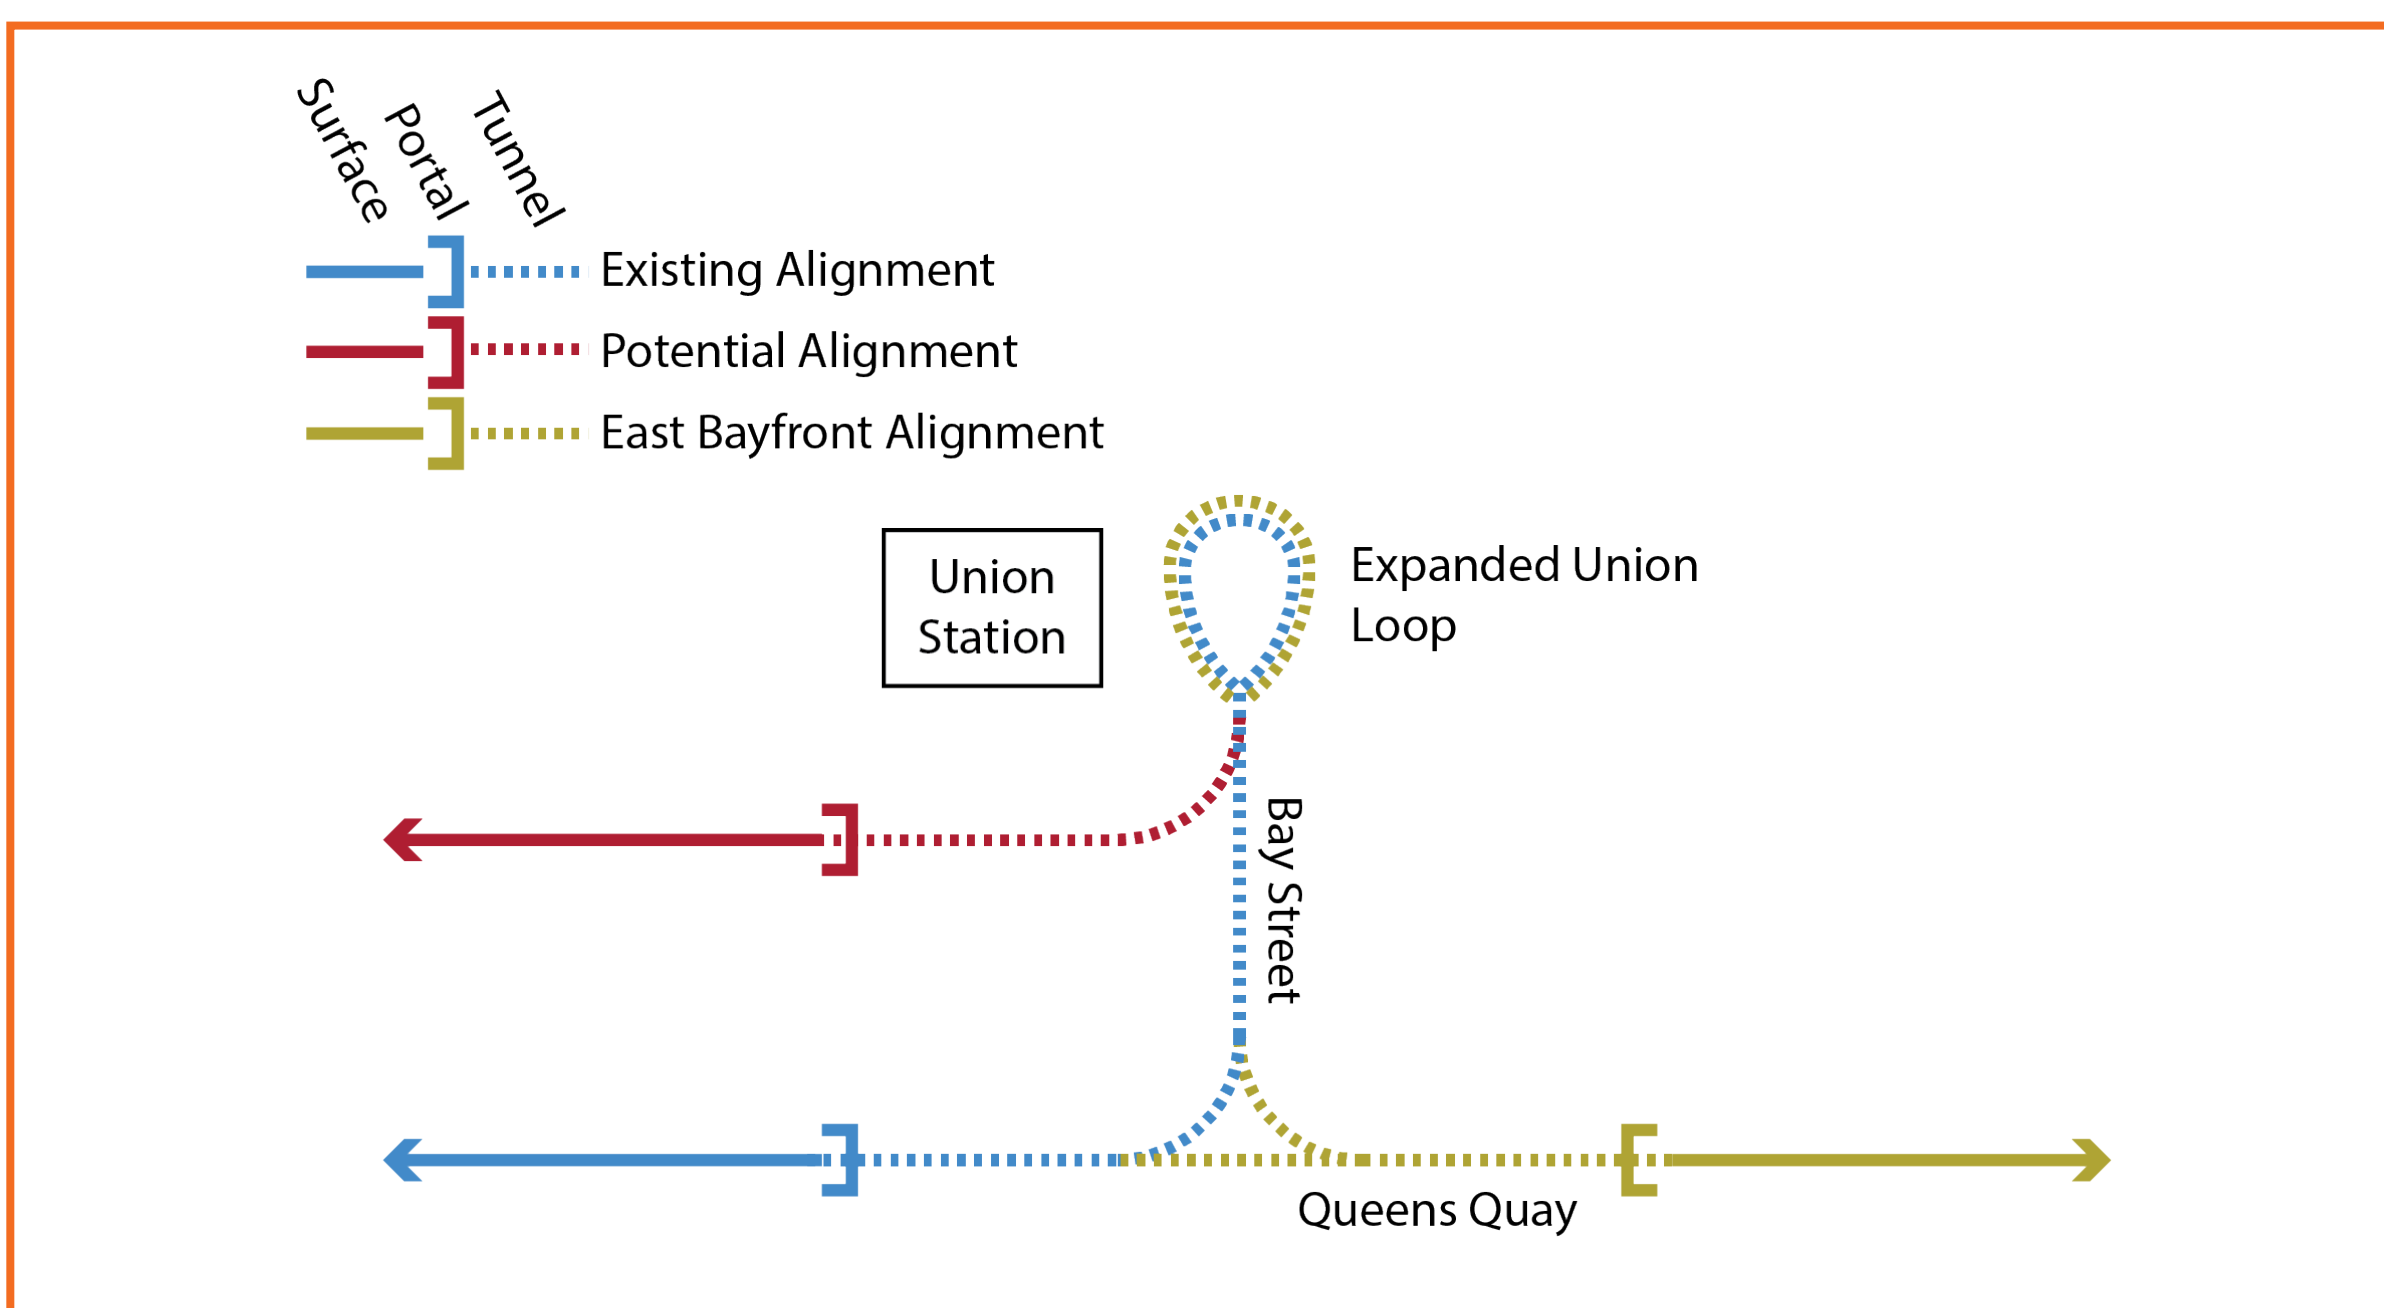 Surface
Portal
Tunnel
Existing Alignment
Potential Alignment
East Bayfront Alignment
Union
Station
Expanded Union
Loop
Bay Street
Queens Quay